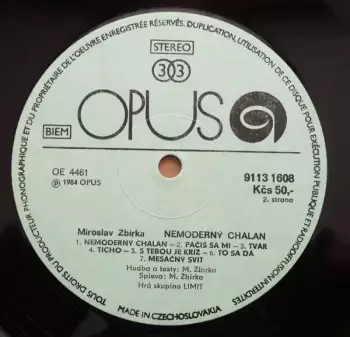 TOUS DROITS DU PRODUCTEUR PHONOGRAPHIQUE ET DU PROPRIÉTAIRE DE L'OEUVRE ENREGISTRÉE RÉSERVÉS. DUPLICATION, UTILISATION DE CE DISQUE POUR EXÉCUTION PUBLIQUE ET RADIODIFFUSION INTERDITES
STEREO
33
OPUS
BIEM
OE 4461
Ⓟ 1984 OPUS
9113 1608
Kčs 50,-
2. strana
Miroslav Žbirka NEMODERNÝ CHALAN
1. NEMODERNÝ CHALAN – 2. PÁČIŠ SA MI – 3. TVÁR
4. TICHO – 5. S TEBOU JE KRÍŽ – 6. TO SA DÁ
7. MESAČNÝ SVIT
Hudba a texty: M. Žbirka
Spieva: M. Žbirka
Hrá skupina LIMIT
MADE IN CZECHOSLOVAKIA